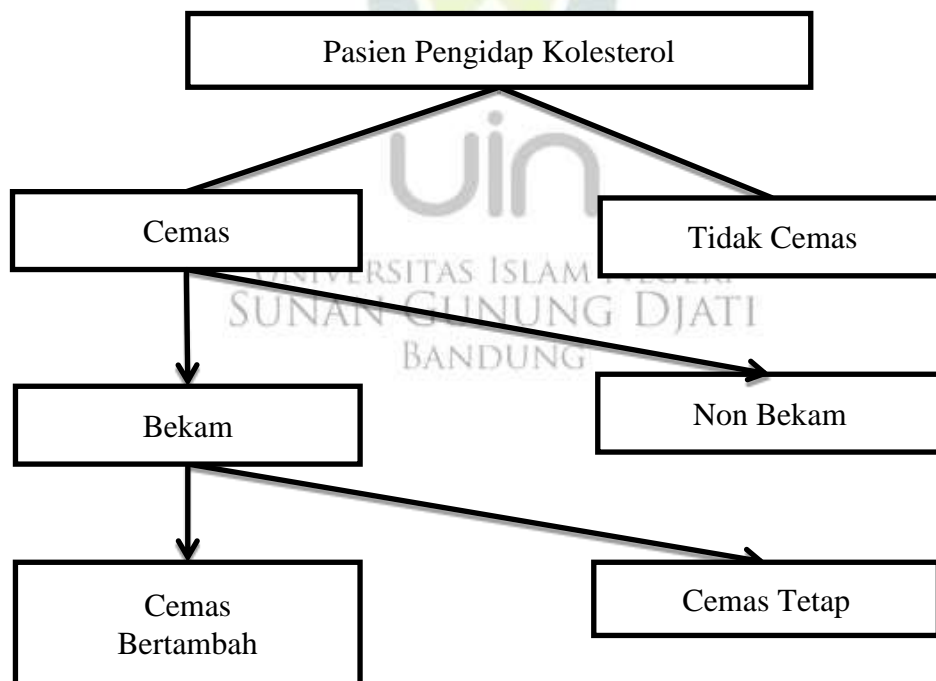 Pasien Pengidap Kolesterol
uin
Cemas
Tidak Cemas
UNIVERSITAS ISLAM NEGERI
SUNAN GUNUNG DJATI
BANDUNG
Bekam
Non Bekam
Cemas
Bertambah
Cemas Tetap